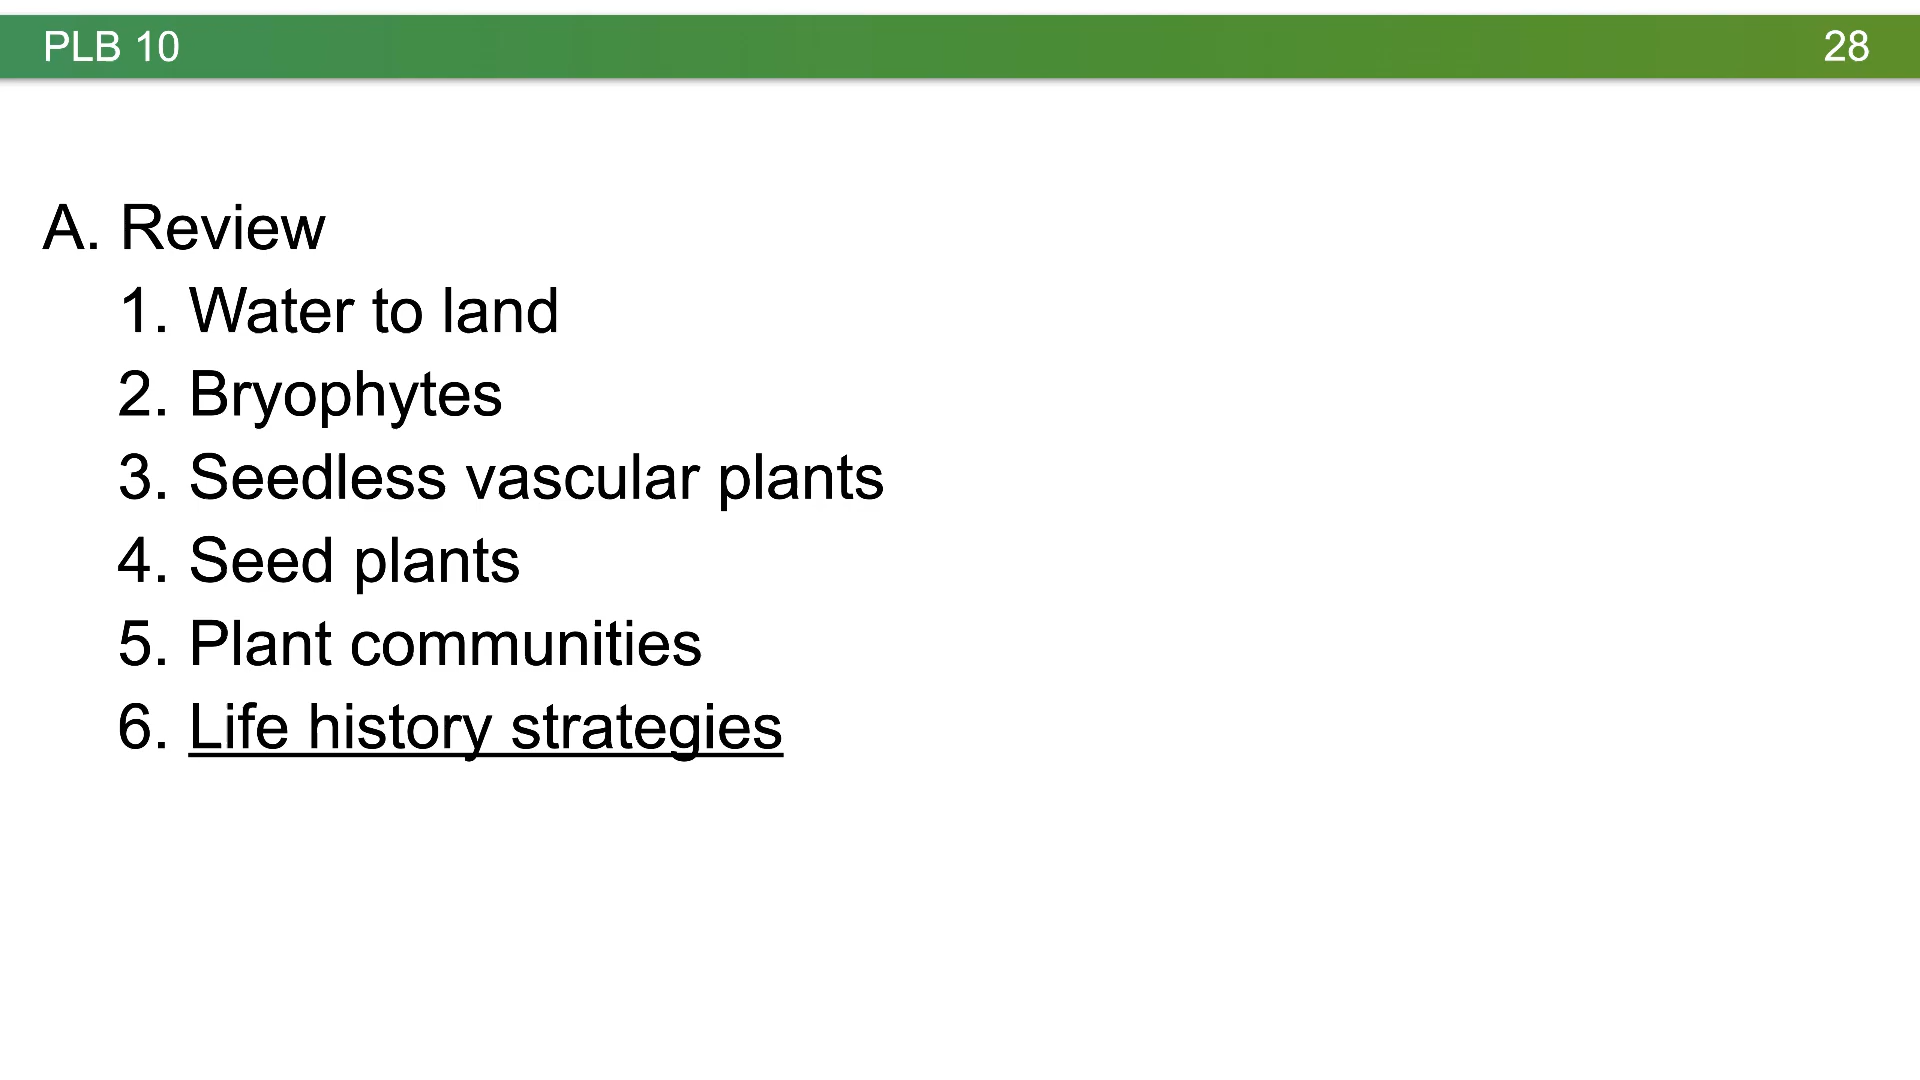 PLB 10 28
A. Review
1. Water to land
2. Bryophytes
3. Seedless vascular plants
4. Seed plants
5. Plant communities
6. Life history strategies